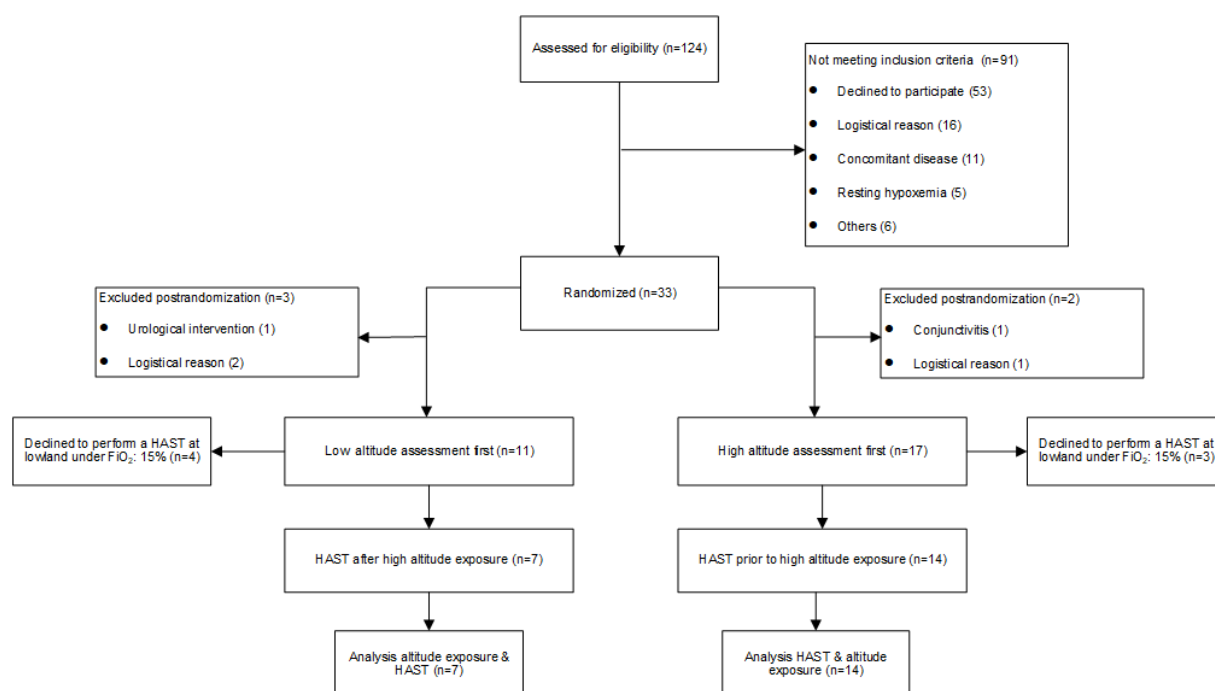 Assessed for eligibility (n=124)
Not meeting inclusion criteria (n=91)
● Declined to participate (53)
● Logistical reason (16)
● Concomitant disease (11)
● Resting hypoxemia (5)
● Others (6)
Randomized (n=33)
Excluded postrandomization (n=3)
● Urological intervention (1)
● Logistical reason (2)
Excluded postrandomization (n=2)
● Conjunctivitis (1)
● Logistical reason (1)
Declined to perform a HAST at
lowland under FiO₂: 15% (n=4)
Low altitude assessment first (n=11)
High altitude assessment first (n=17)
Declined to perform a HAST at
lowland under FiO₂: 15% (n=3)
HAST after high altitude exposure (n=7)
HAST prior to high altitude exposure (n=14)
Analysis altitude exposure &
HAST (n=7)
Analysis HAST & altitude
exposure (n=14)